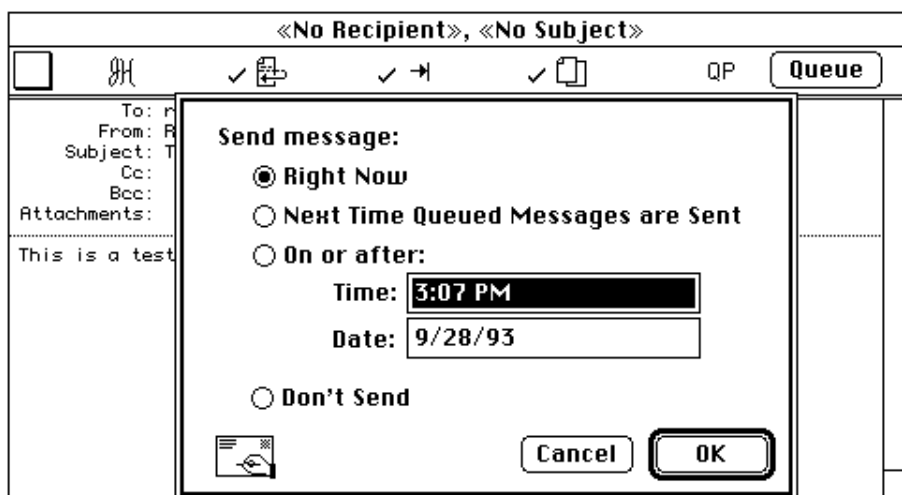 «No Recipient», «No Subject»
QP Queue
To: r
From: R
Subject: T
Cc:
Bcc:
Attachments:
This is a test
Send message:
Right Now
Next Time Queued Messages are Sent
On or after:
Time: 3:07 PM
Date: 9/28/93
Don't Send
Cancel OK